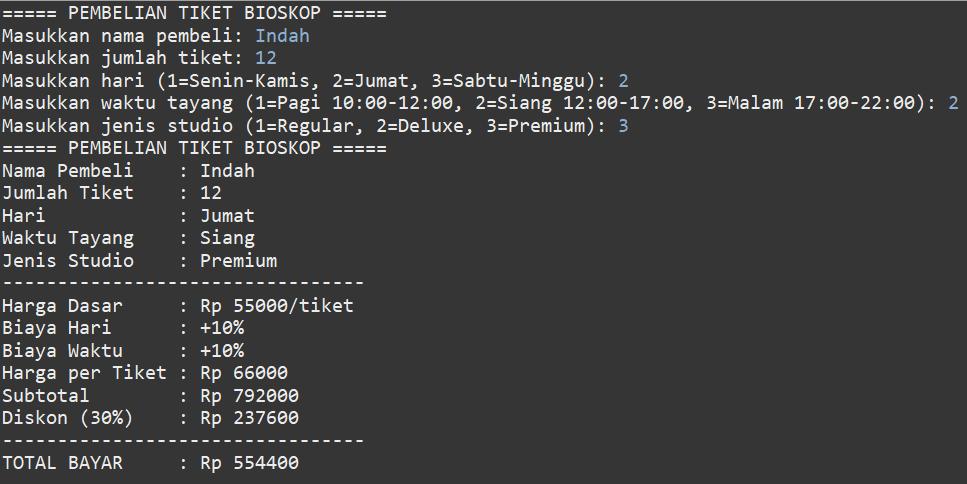 ===== PEMBELIAN TIKET BIOSKOP =====
Masukkan nama pembeli: Indah
Masukkan jumlah tiket: 12
Masukkan hari (1=Senin-Kamis, 2=Jumat, 3=Sabtu-Minggu): 2
Masukkan waktu tayang (1=Pagi 10:00-12:00, 2=Siang 12:00-17:00, 3=Malam 17:00-22:00): 2
Masukkan jenis studio (1=Regular, 2=Deluxe, 3=Premium): 3
===== PEMBELIAN TIKET BIOSKOP =====
Nama Pembeli    : Indah
Jumlah Tiket    : 12
Hari            : Jumat
Waktu Tayang    : Siang
Jenis Studio    : Premium
---------------------------------
Harga Dasar     : Rp 55000/tiket
Biaya Hari      : +10%
Biaya Waktu     : +10%
Harga per Tiket : Rp 66000
Subtotal        : Rp 792000
Diskon (30%)    : Rp 237600
---------------------------------
TOTAL BAYAR     : Rp 554400